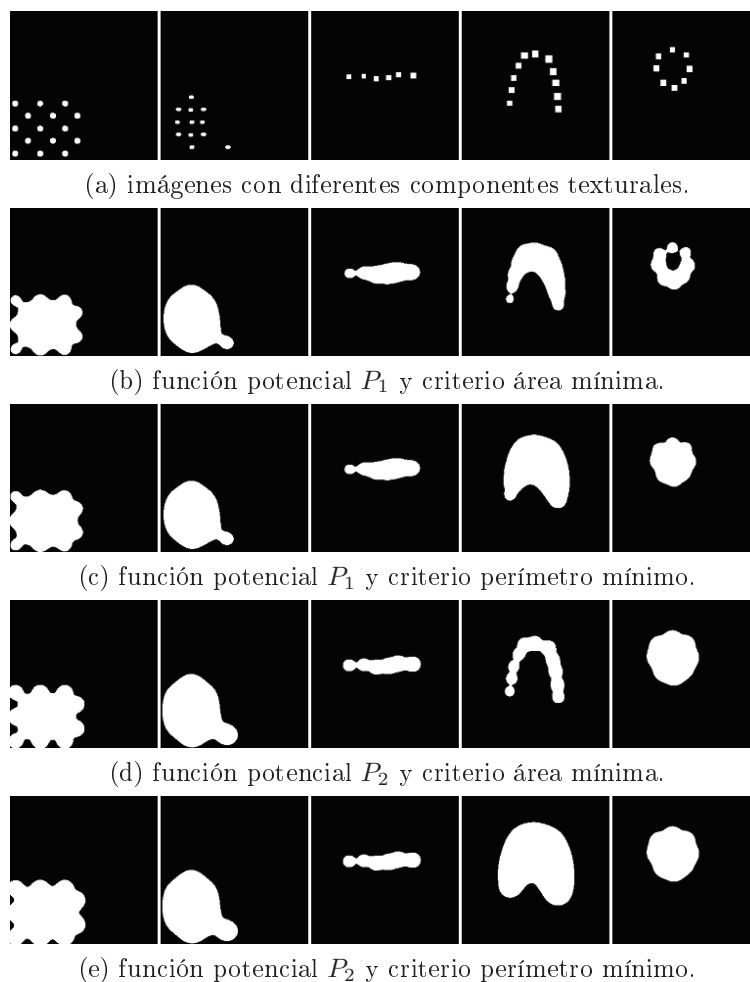 (a) imágenes con diferentes componentes texturales.
(b) función potencial P₁ y criterio área mínima.
(c) función potencial P₁ y criterio perímetro mínimo.
(d) función potencial P₂ y criterio área mínima.
(e) función potencial P₂ y criterio perímetro mínimo.